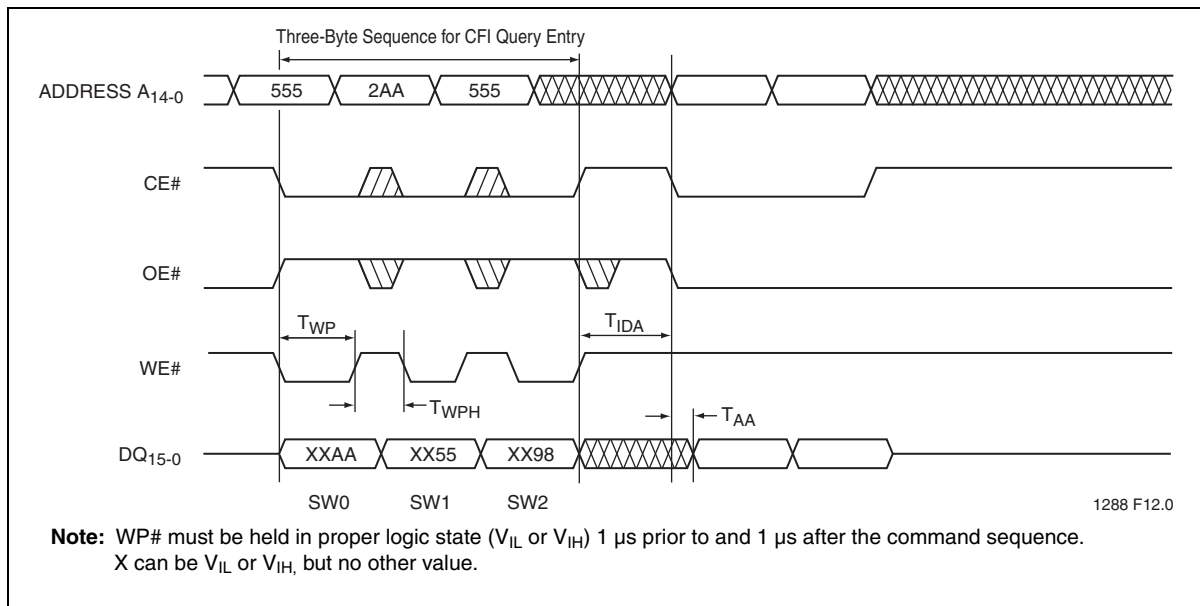 Three-Byte Sequence for CFI Query Entry
ADDRESS A14-0 555 2AA 555
CE#
OE#
TWP TIDA
WE#
TWPH TAA
DQ15-0 XXAA XX55 XX98
SW0 SW1 SW2
1288 F12.0
Note: WP# must be held in proper logic state (VIL or VIH) 1 µs prior to and 1 µs after the command sequence.
X can be VIL or VIH, but no other value.